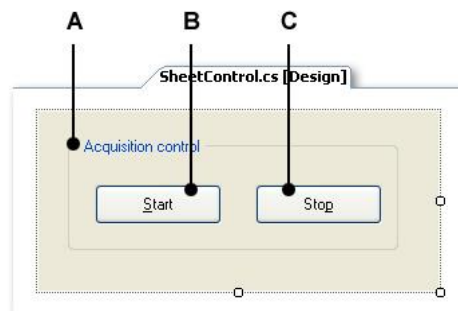 A B C
SheetControl.cs [Design]
Acquisition control
Start Stop